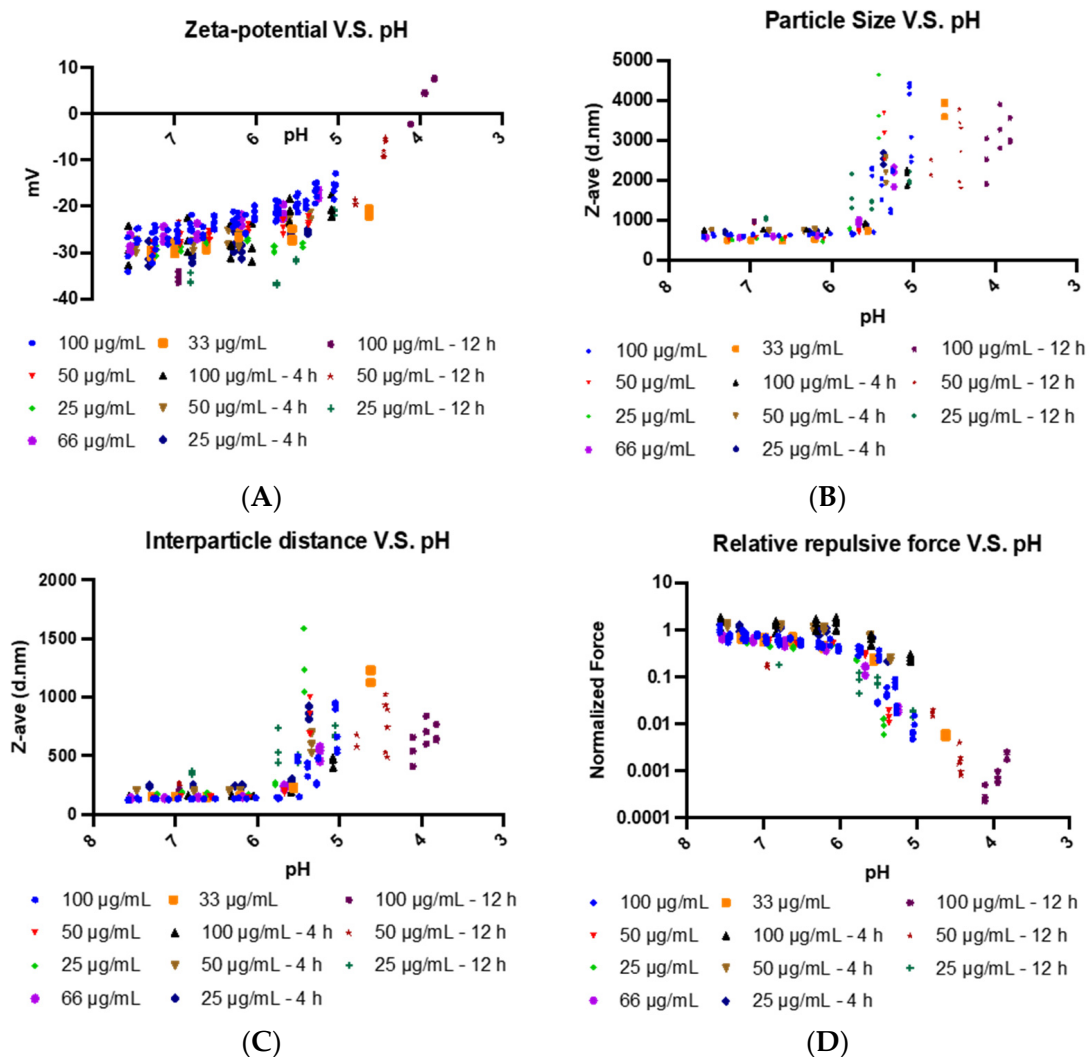 Zeta-potential V.S. pH
10
0
-10
-20
-30
-40
mV
7
6
5
4
3
pH
100 µg/mL
33 µg/mL
100 µg/mL - 12 h
50 µg/mL
100 µg/mL - 4 h
50 µg/mL - 12 h
25 µg/mL
50 µg/mL - 4 h
25 µg/mL - 12 h
66 µg/mL
25 µg/mL - 4 h
(A)
Particle Size V.S. pH
5000
4000
3000
2000
1000
0
Z-ave (d.nm)
8
7
6
5
4
3
pH
100 µg/mL
33 µg/mL
100 µg/mL - 12 h
50 µg/mL
100 µg/mL - 4 h
50 µg/mL - 12 h
25 µg/mL
50 µg/mL - 4 h
25 µg/mL - 12 h
66 µg/mL
25 µg/mL - 4 h
(B)
Interparticle distance V.S. pH
2000
1500
1000
500
0
Z-ave (d.nm)
8
7
6
5
4
3
pH
100 µg/mL
33 µg/mL
100 µg/mL - 12 h
50 µg/mL
100 µg/mL - 4 h
50 µg/mL - 12 h
25 µg/mL
50 µg/mL - 4 h
25 µg/mL - 12 h
66 µg/mL
25 µg/mL - 4 h
(C)
Relative repulsive force V.S. pH
10
1
0.1
0.01
0.001
0.0001
Normalized Force
8
7
6
5
4
3
pH
100 µg/mL
33 µg/mL
100 µg/mL - 12 h
50 µg/mL
100 µg/mL - 4 h
50 µg/mL - 12 h
25 µg/mL
50 µg/mL - 4 h
25 µg/mL - 12 h
66 µg/mL
25 µg/mL - 4 h
(D)